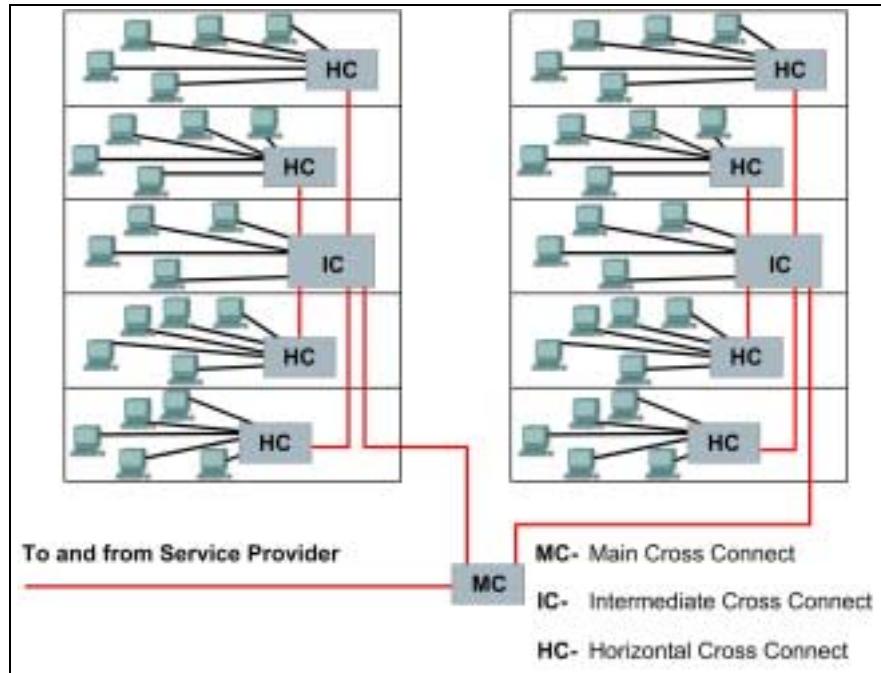 HC
HC
HC
HC
IC
IC
HC
HC
HC
HC
To and from Service Provider
MC
MC- Main Cross Connect
IC- Intermediate Cross Connect
HC- Horizontal Cross Connect